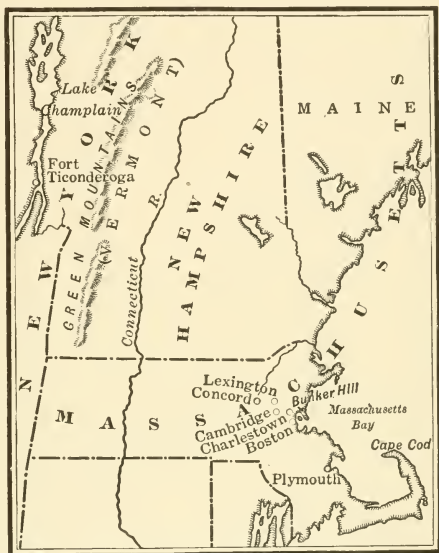 Lake
Champlain
Fort
Ticonderoga
NEW YORK
GREEN MOUNTAINS
(VERMONT)
Connecticut R.
NEW
HAMPSHIRE
MAINE
MASSACHUSETTS
Lexington
Concord
Cambridge
Charlestown
Boston
Bunker Hill
Massachusetts
Bay
Cape Cod
Plymouth